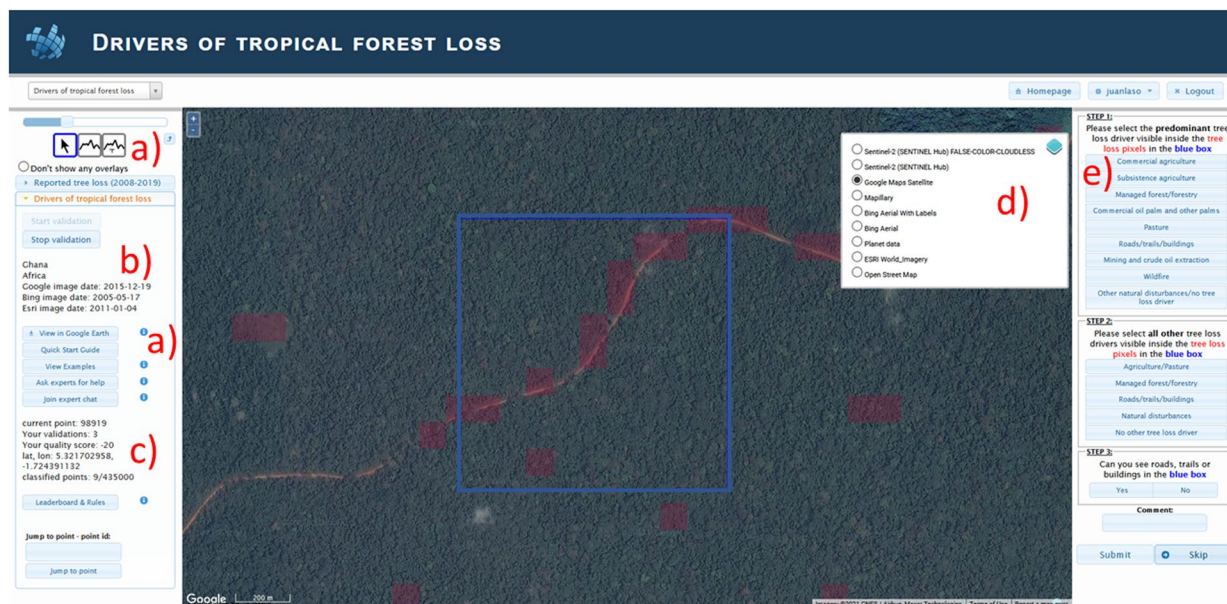 DRIVERS OF TROPICAL FOREST LOSS
Drivers of tropical forest loss
Homepage
juanlaso
Logout
a)
Don't show any overlays
Reported tree loss (2008-2019)
Drivers of tropical forest loss
Start validation
Stop validation
b)
Ghana
Africa
Google image date: 2015-12-19
Bing image date: 2005-05-17
Esri image date: 2011-01-04
View in Google Earth
a)
Quick Start Guide
View Examples
Ask experts for help
Join expert chat
current point: 98919
Your validations: 3
Your quality score: -20
c)
lat, lon: 5.321702958,
-1.724391132
classified points: 9/435000
Leaderboard & Rules
Jump to point - point id:
Jump to point
+
-
Sentinel-2 (SENTINEL Hub) FALSE-COLOR-CLOUDLESS
Sentinel-2 (SENTINEL Hub)
Google Maps Satellite
Mapillary
Bing Aerial With Labels
Bing Aerial
Planet data
ESRI World_Imagery
Open Street Map
d)
Google
200 m
STEP 1:
Please select the predominant tree
loss driver visible inside the tree
loss pixels in the blue box
e)
Commercial agriculture
Subsistence agriculture
Managed forest/forestry
Commercial oil palm and other palms
Pasture
Roads/trails/buildings
Mining and crude oil extraction
Wildfire
Other natural disturbances/no tree
loss driver
STEP 2:
Please select all other tree loss
drivers visible inside the tree loss
pixels in the blue box
Agriculture/Pasture
Managed forest/forestry
Roads/trails/buildings
Natural disturbances
No other tree loss driver
STEP 3:
Can you see roads, trails or
buildings in the blue box
Yes
No
Comment:
Submit
Skip